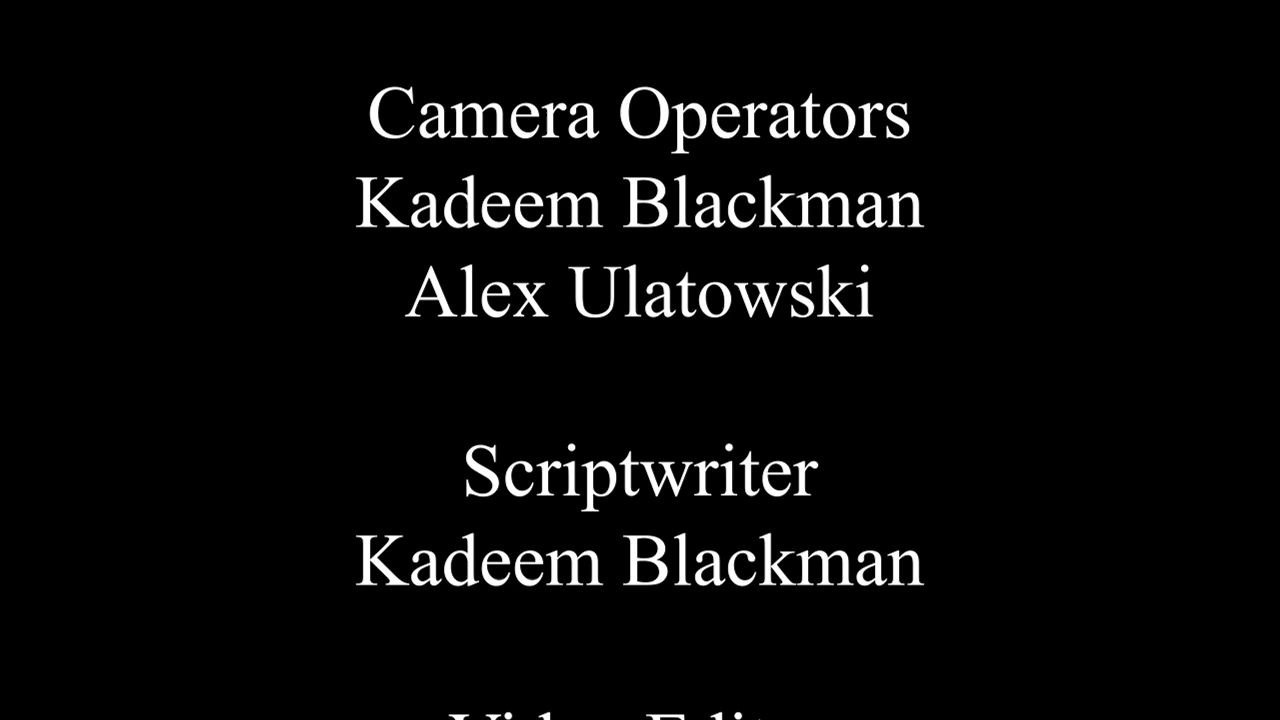 Camera Operators
Kadeem Blackman
Alex Ulatowski
Scriptwriter
Kadeem Blackman